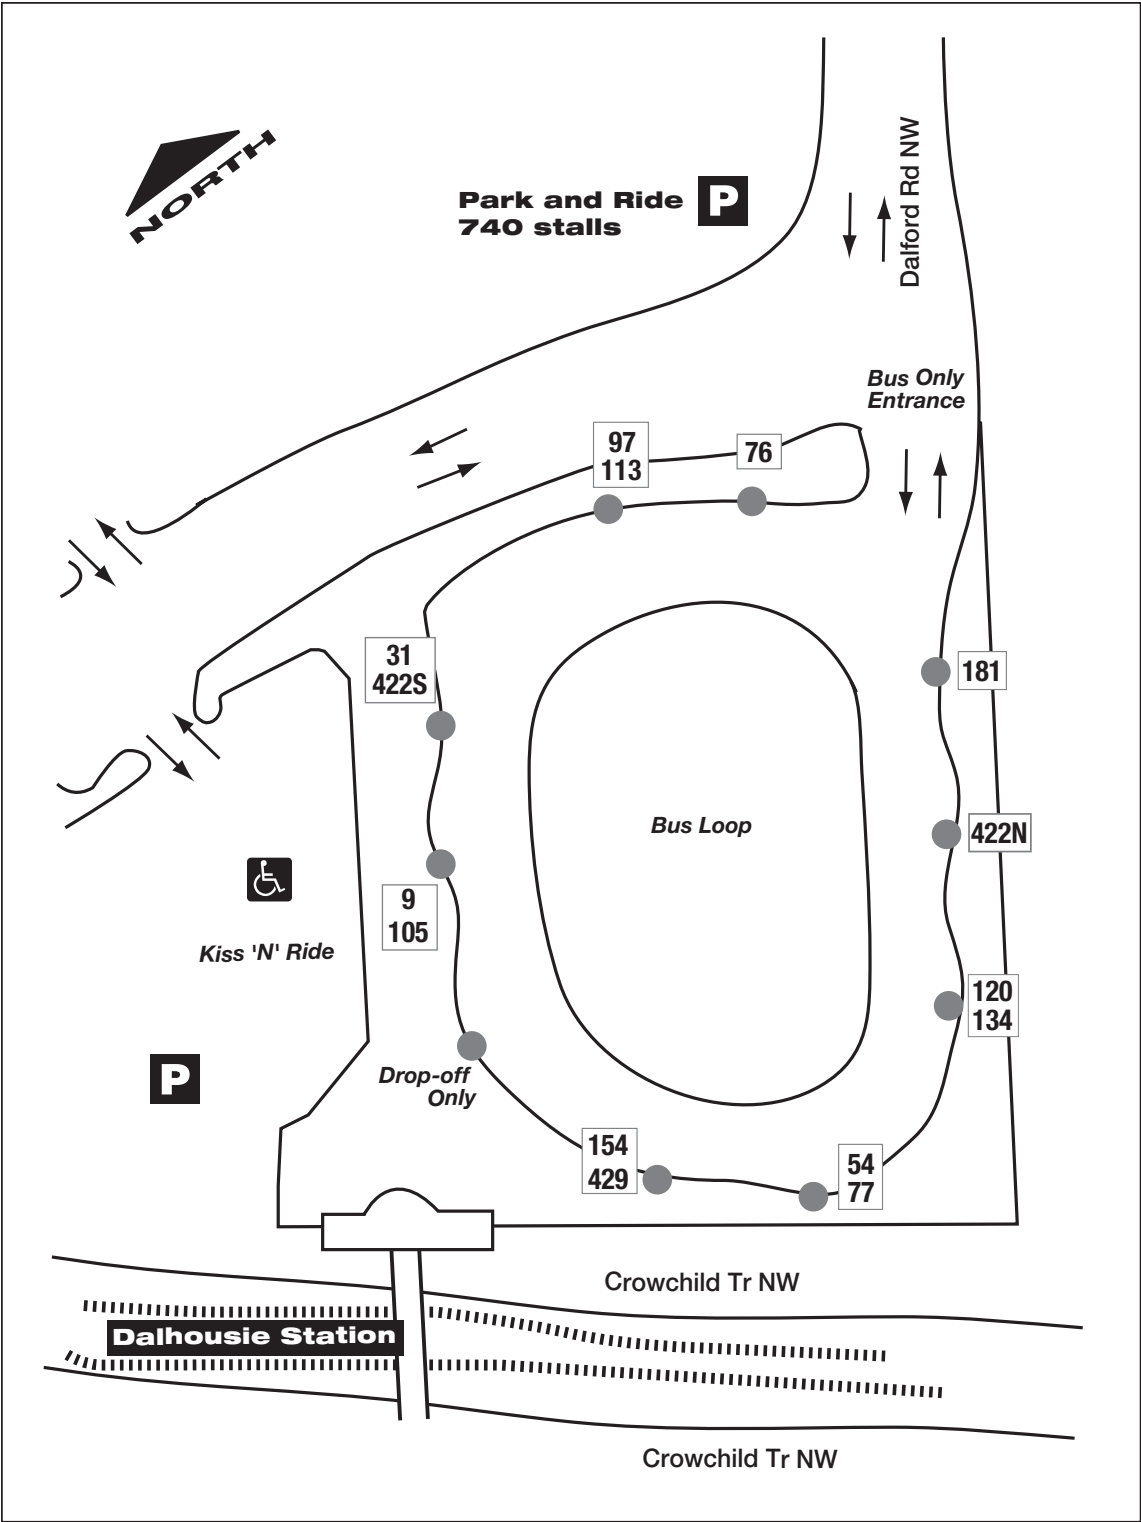 NORTH
Park and Ride
740 stalls
P
Dalford Rd NW
Bus Only
Entrance
97
113
76
31
422S
181
Bus Loop
422N
9
105
Kiss 'N' Ride
120
134
P
Drop-off
Only
154
429
54
77
Crowchild Tr NW
Dalhousie Station
Crowchild Tr NW